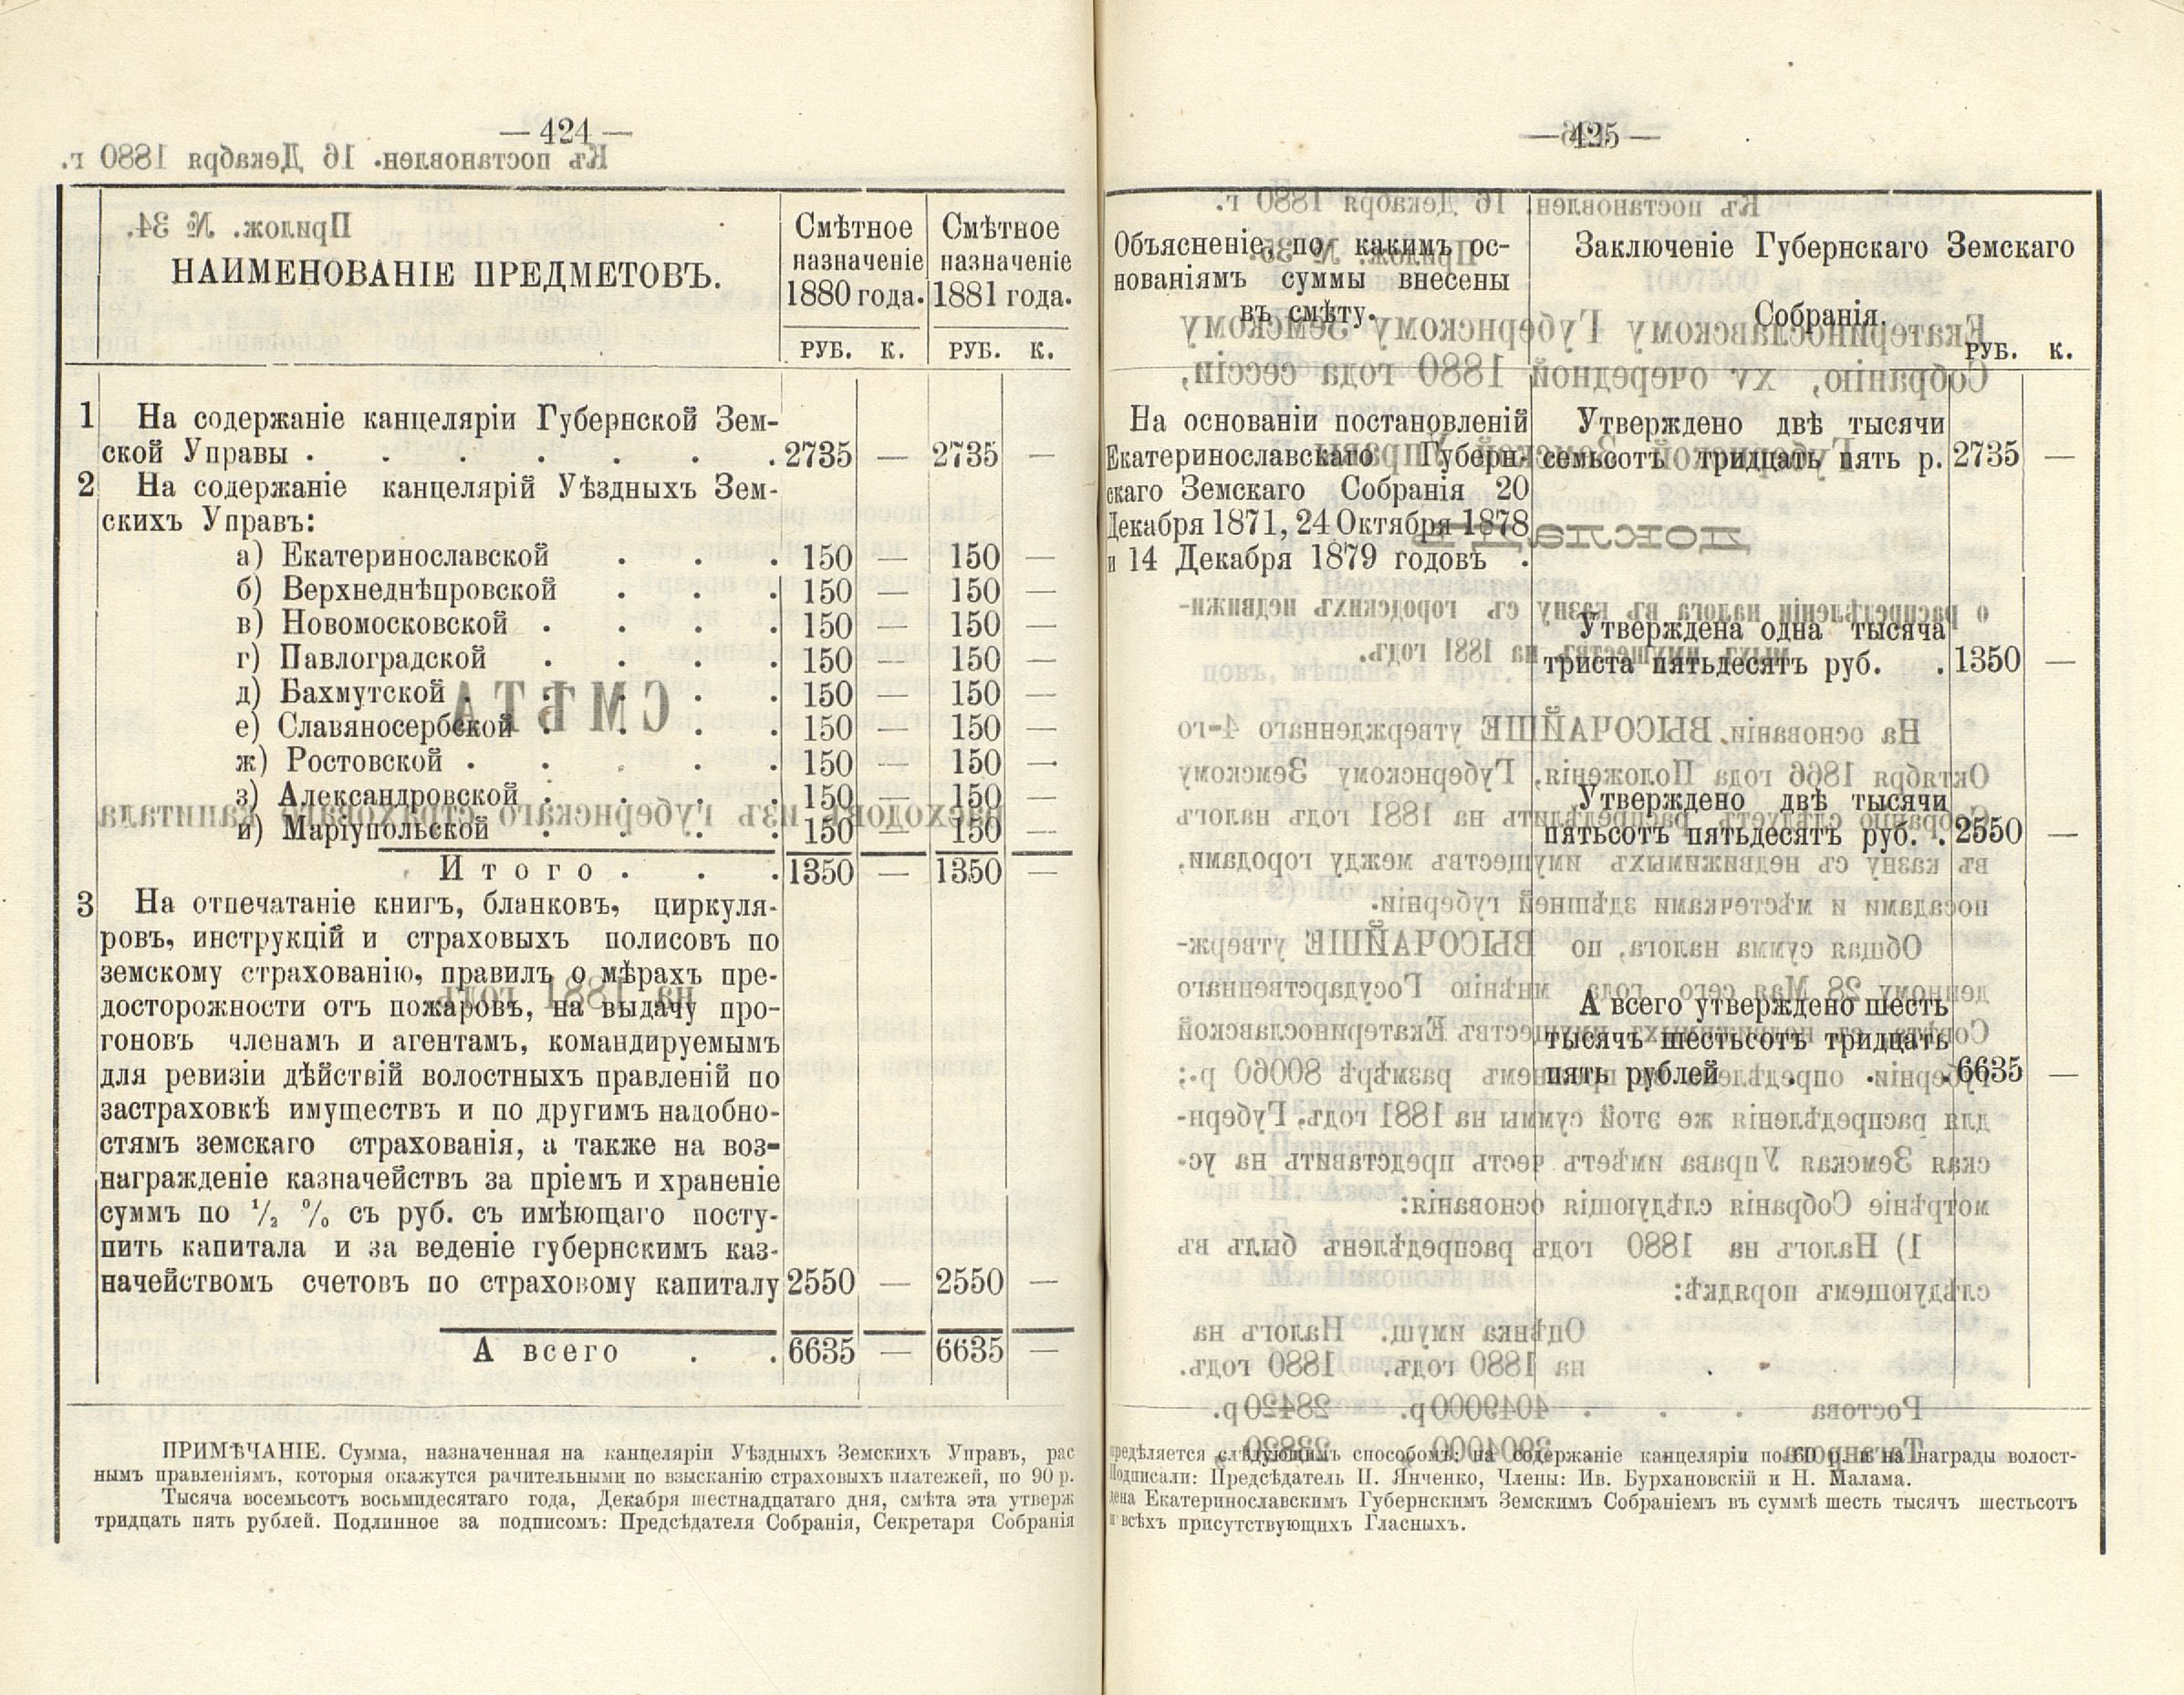 — 424 —
НАИМЕНОВАНІЕ ПРЕДМЕТОВЪ.
Смѣтное назначеніе 1880 года.
Смѣтное назначеніе 1881 года.
РУБ. К. РУБ. К.
1 На содержаніе канцеляріи Губернской Зем-
ской Управы . . . . . . . 2735 — 2735 —
2 На содержаніе канцелярій Уѣздныхъ Зем-
скихъ Управъ:
а) Екатеринославской . . . 150 — 150 —
б) Верхнеднѣпровской . . . 150 — 150 —
в) Новомосковской . . . . 150 — 150 —
г) Павлоградской . . . . 150 — 150 —
д) Бахмутской . . . . . 150 — 150 —
е) Славяносербской . . . . 150 — 150 —
ж) Ростовской . . . . . 150 — 150 —
з) Александровской . . . . 150 — 150 —
и) Маріупольской . . . . 150 — 150 —
Итого . . . 1350 — 1350 —
3 На отпечатаніе книгъ, бланковъ, циркуля-
ровъ, инструкцій и страховыхъ полисовъ по
земскому страхованію, правилъ о мѣрахъ пре-
досторожности отъ пожаровъ, на выдачу про-
гоновъ членамъ и агентамъ, командируемымъ
для ревизіи дѣйствій волостныхъ правленій по
застраховкѣ имуществъ и по другимъ надобно-
стямъ земскаго страхованія, а также на воз-
награжденіе казначействъ за пріемъ и храненіе
суммъ по ½ % съ руб. съ имѣющаго посту-
пить капитала и за веденіе губернскимъ каз-
начействомъ счетовъ по страховому капиталу 2550 — 2550 —
А всего . . 6635 — 6635 —
ПРИМѢЧАНІЕ. Сумма, назначенная на канцеляріи Уѣздныхъ Земскихъ Управъ, рас
нымъ правленіямъ, которыя окажутся рачительными по взысканію страховыхъ платежей, по 90 р.
Тысяча восемьсотъ восьмидесятаго года, Декабря шестнадцатаго дня, смѣта эта утверж
тридцать пять рублей. Подлинное за подписомъ: Предсѣдателя Собранія, Секретаря Собранія
— 425 —
Объясненіе, по какимъ ос-
нованіямъ суммы внесены
въ смѣту.
Заключеніе Губернскаго Земскаго
Собранія.
РУБ. К.
На основаніи постановленій
Екатеринославскаго Губерн-
скаго Земскаго Собранія 20
Декабря 1871, 24 Октября 1878
и 14 Декабря 1879 годовъ .
Утверждено двѣ тысячи
семьсотъ тридцать пять р. 2735 —
Утверждена одна тысяча
триста пятьдесятъ руб. . 1350 —
Утверждено двѣ тысячи
пятьсотъ пятьдесятъ руб. . 2550 —
А всего утверждено шесть
тысячъ шестьсотъ тридцать
пять рублей . . . 6635 —
предѣляется слѣдующимъ способомъ: на содержаніе канцеляріи по 60 р. и на награды волост-
Подписали: Предсѣдатель П. Янченко, Члены: Ив. Бурхановскій и Н. Малама.
дена Екатеринославскимъ Губернскимъ Земскимъ Собраніемъ въ суммѣ шесть тысячъ шестьсотъ
и всѣхъ присутствующихъ Гласныхъ.